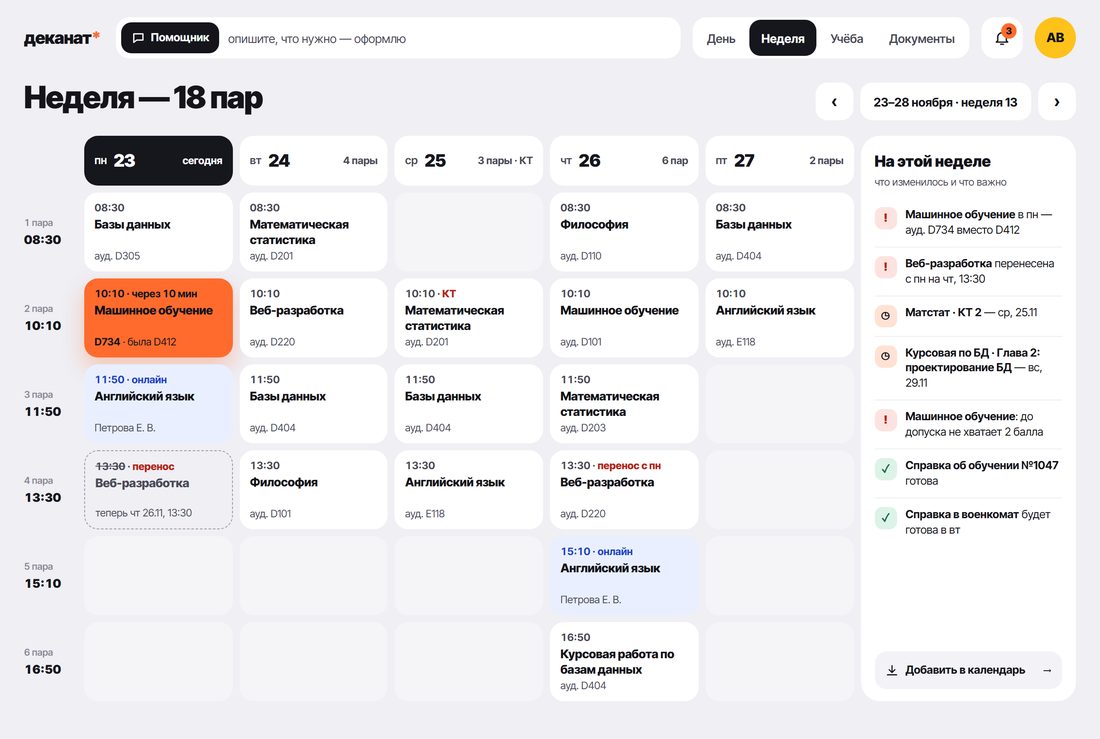 деканат*
Помощник
опишите, что нужно — оформлю
День
Неделя
Учёба
Документы
3
АВ
Неделя — 18 пар
‹
23–28 ноября · неделя 13
›
пн 23 сегодня
вт 24 4 пары
ср 25 3 пары · КТ
чт 26 6 пар
пт 27 2 пары
1 пара
08:30
08:30
Базы данных
ауд. D305
08:30
Математическая
статистика
ауд. D201
08:30
Философия
ауд. D110
08:30
Базы данных
ауд. D404
2 пара
10:10
10:10 · через 10 мин
Машинное обучение
D734 · была D412
10:10
Веб-разработка
ауд. D220
10:10 · КТ
Математическая
статистика
ауд. D201
10:10
Машинное обучение
ауд. D101
10:10
Английский язык
ауд. E118
3 пара
11:50
11:50 · онлайн
Английский язык
Петрова Е. В.
11:50
Базы данных
ауд. D404
11:50
Базы данных
ауд. D404
11:50
Математическая
статистика
ауд. D203
4 пара
13:30
13:30 · перенос
Веб-разработка
теперь чт 26.11, 13:30
13:30
Философия
ауд. D101
13:30
Английский язык
ауд. E118
13:30 · перенос с пн
Веб-разработка
ауд. D220
5 пара
15:10
15:10 · онлайн
Английский язык
Петрова Е. В.
6 пара
16:50
16:50
Курсовая работа по
базам данных
ауд. D404
На этой неделе
что изменилось и что важно
! Машинное обучение в пн —
ауд. D734 вместо D412
! Веб-разработка перенесена
с пн на чт, 13:30
Матстат · КТ 2 — ср, 25.11
Курсовая по БД · Глава 2:
проектирование БД — вс,
29.11
! Машинное обучение: до
допуска не хватает 2 балла
✓ Справка об обучении №1047
готова
✓ Справка в военкомат будет
готова в вт
Добавить в календарь →